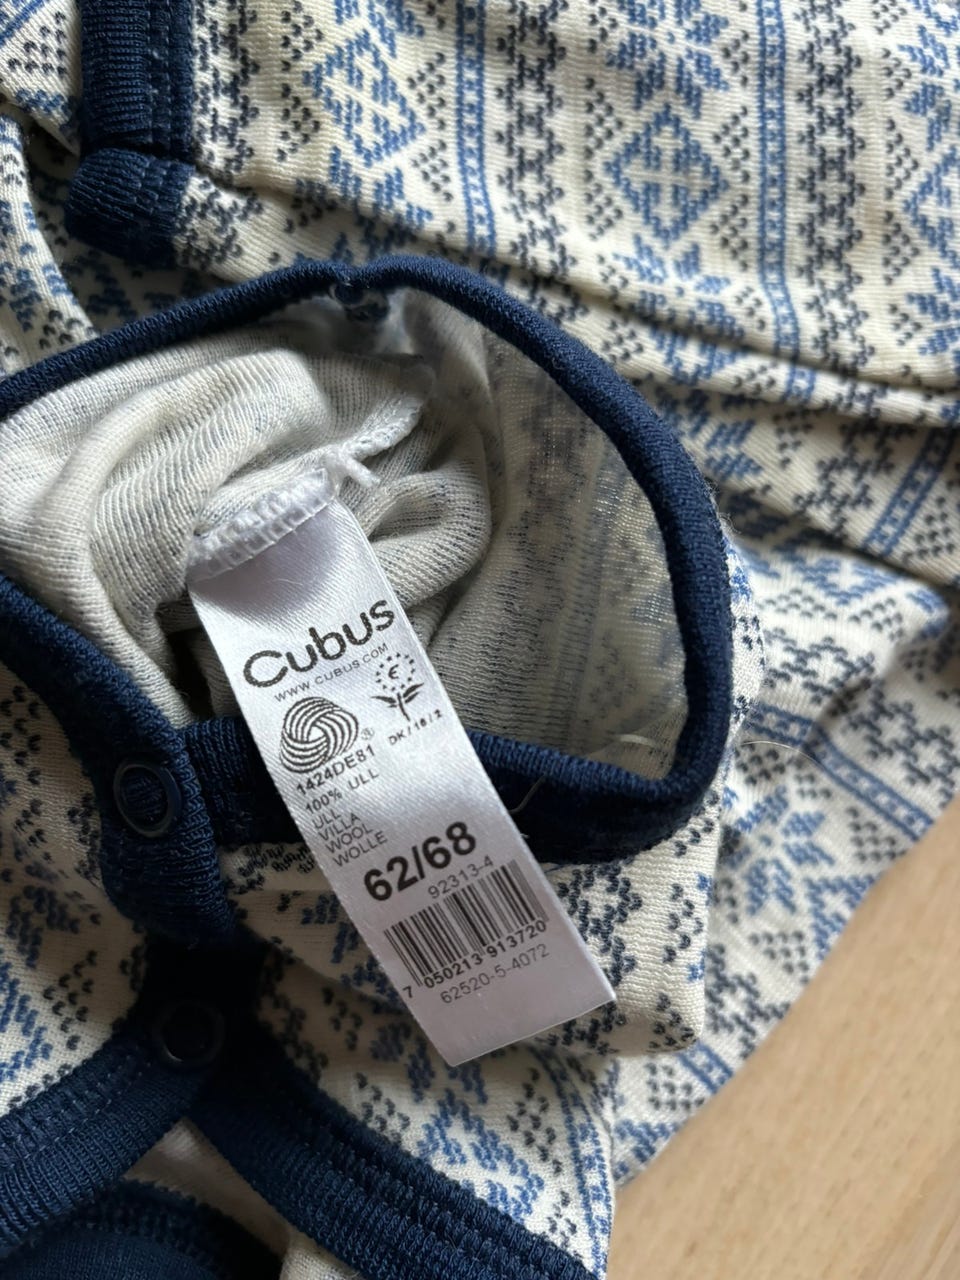 Cubus
WWW.CUBUS.COM
€
®
DK/16/2
1424DE81
100% ULL
ULL
VILLA
WOOL
WOLLE
62/68
92313-4
7 050213 913720
62520-5-4072